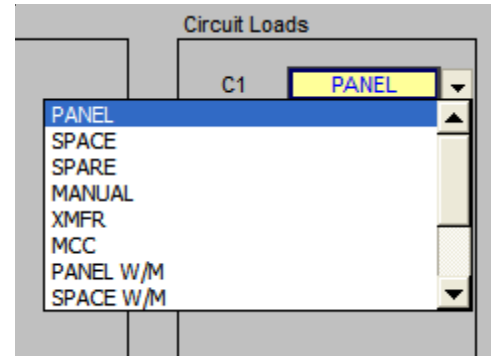 Circuit Loads
C1 PANEL
PANEL
SPACE
SPARE
MANUAL
XMFR
MCC
PANEL W/M
SPACE W/M